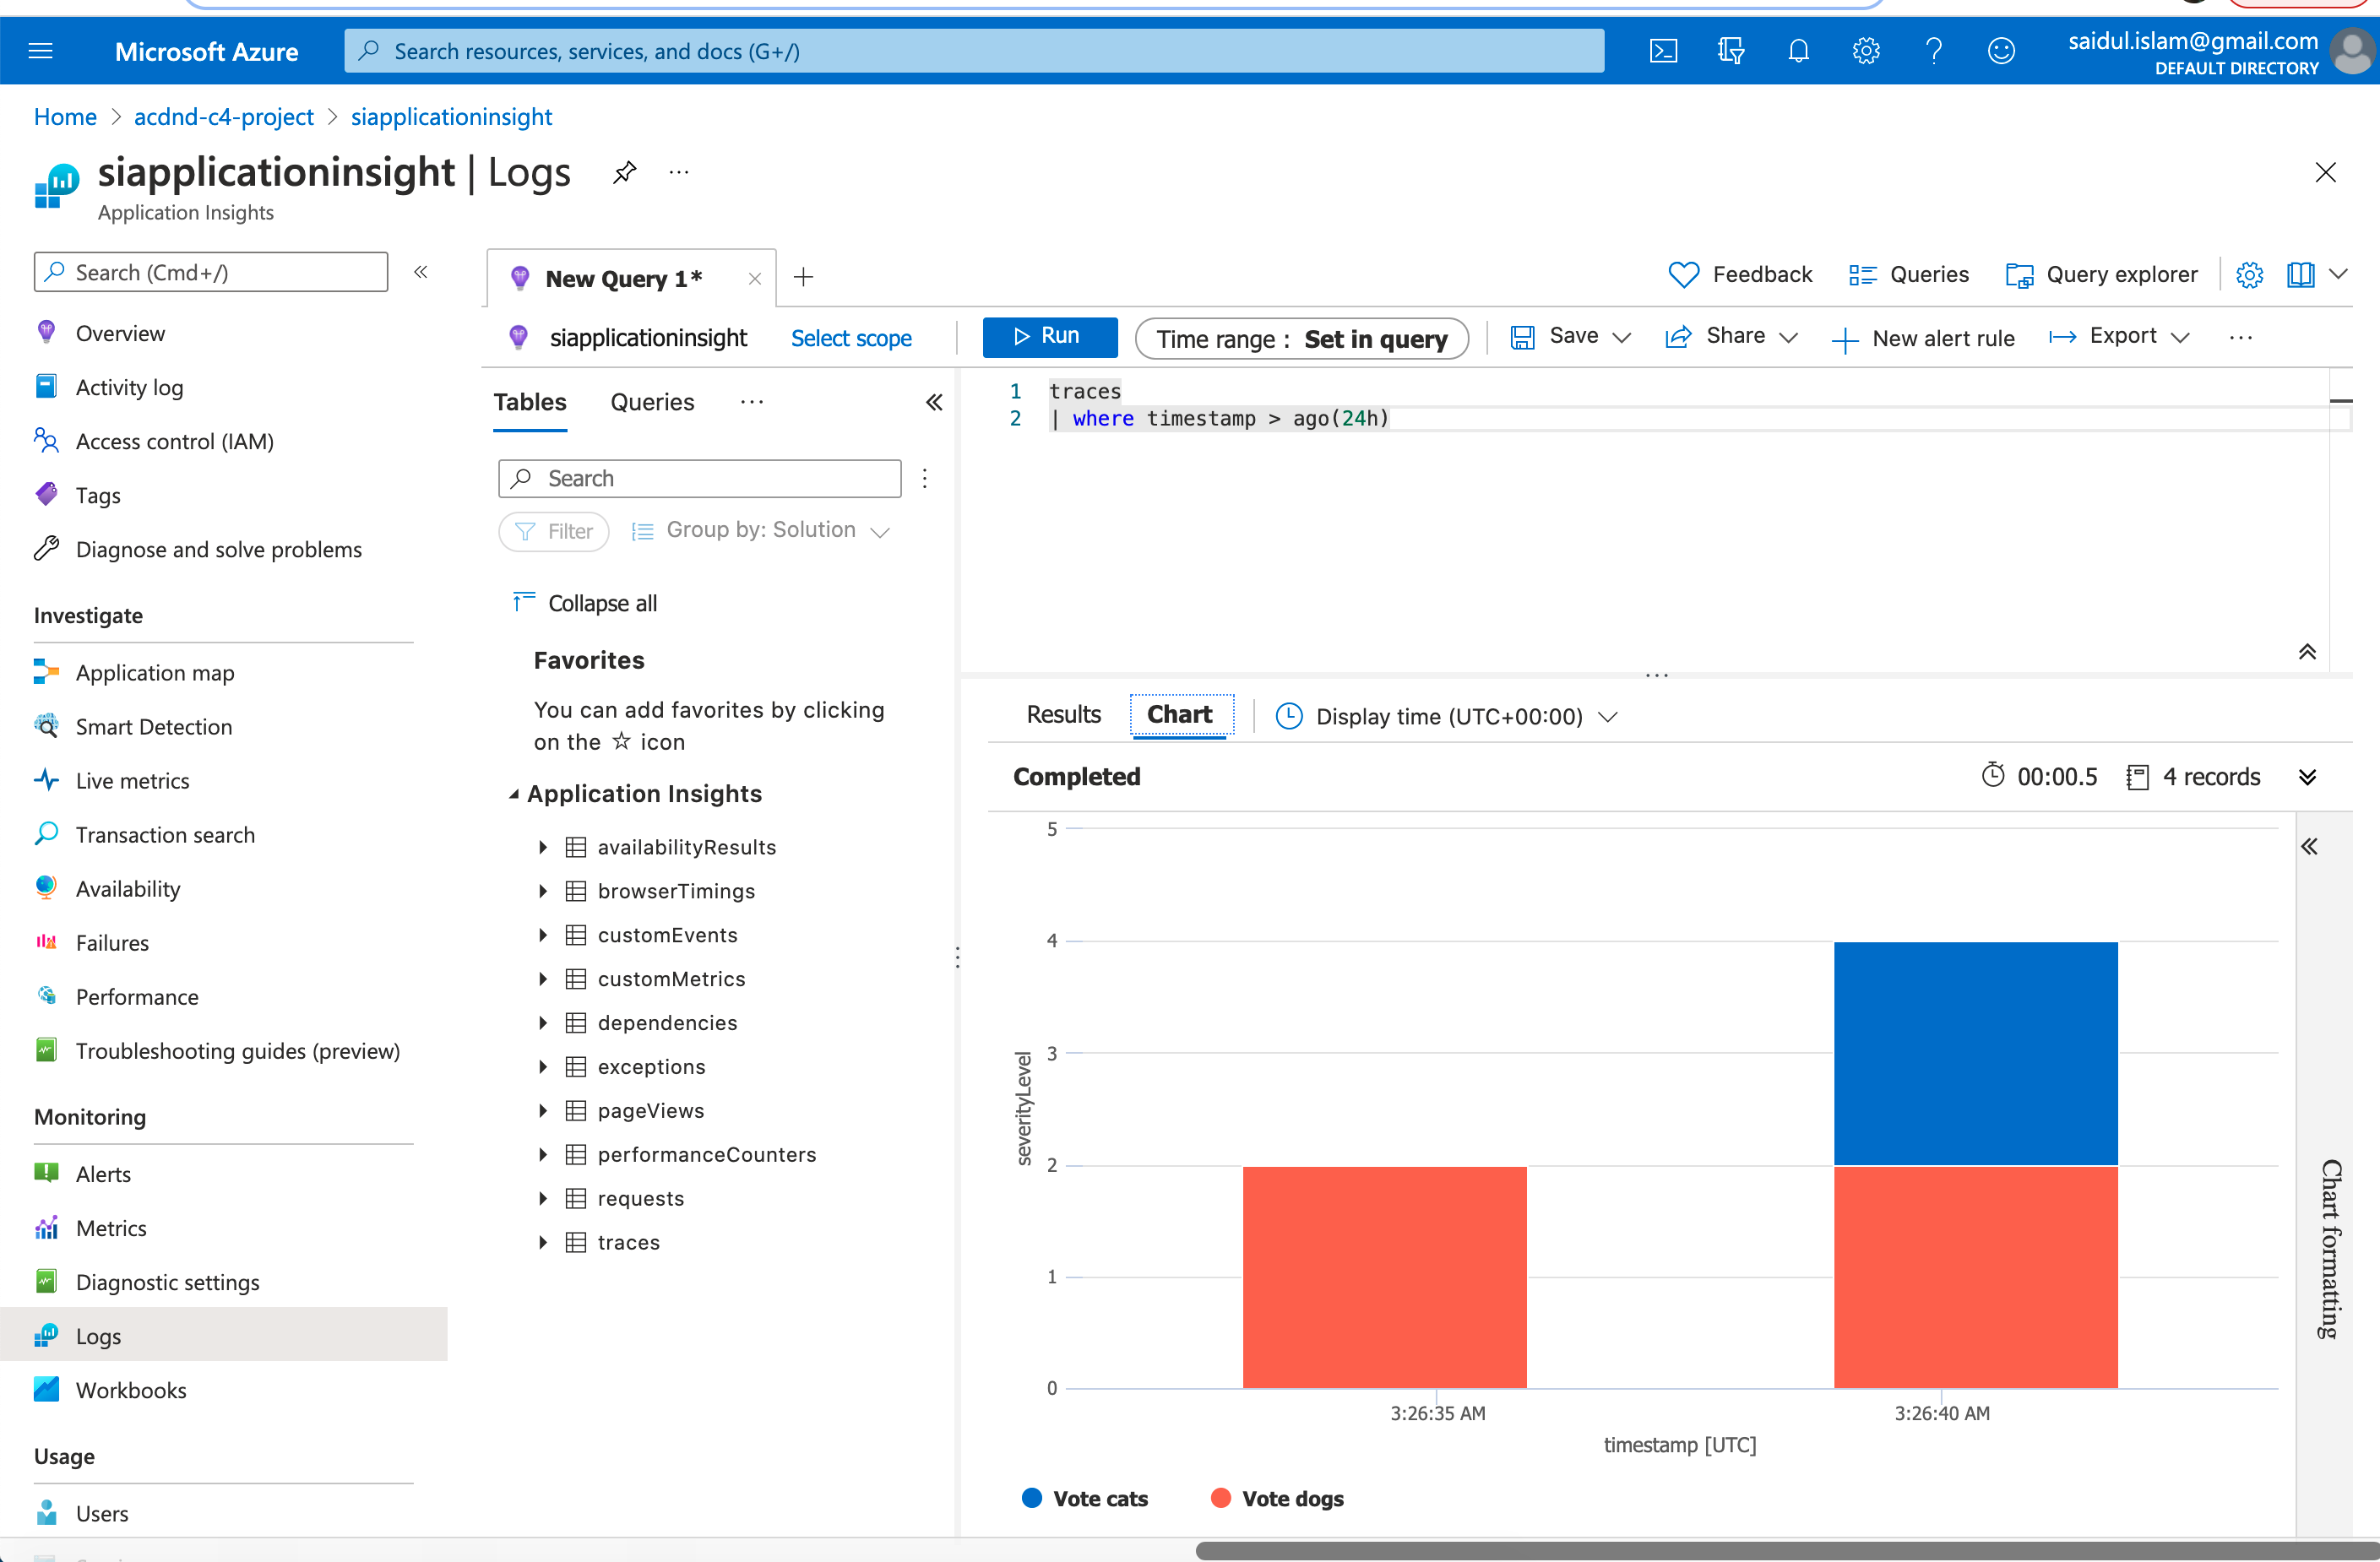 Microsoft Azure
Search resources, services, and docs (G+/)
saidul.islam@gmail.com
DEFAULT DIRECTORY
Home > acdnd-c4-project > siapplicationinsight
siapplicationinsight | Logs
Application Insights
Search (Cmd+/)
Overview
Activity log
Access control (IAM)
Tags
Diagnose and solve problems
Investigate
Application map
Smart Detection
Live metrics
Transaction search
Availability
Failures
Performance
Troubleshooting guides (preview)
Monitoring
Alerts
Metrics
Diagnostic settings
Logs
Workbooks
Usage
Users
New Query 1*
Feedback
Queries
Query explorer
siapplicationinsight
Select scope
Run
Time range : Set in query
Save
Share
New alert rule
Export
Tables
Queries
Search
Filter
Group by: Solution
Collapse all
Favorites
You can add favorites by clicking
on the ☆ icon
Application Insights
availabilityResults
browserTimings
customEvents
customMetrics
dependencies
exceptions
pageViews
performanceCounters
requests
traces
1 traces
2 | where timestamp > ago(24h)
Results
Chart
Display time (UTC+00:00)
Completed
00:00.5
4 records
5
4
3
2
1
0
severityLevel
3:26:35 AM
3:26:40 AM
timestamp [UTC]
Vote cats
Vote dogs
Chart formatting